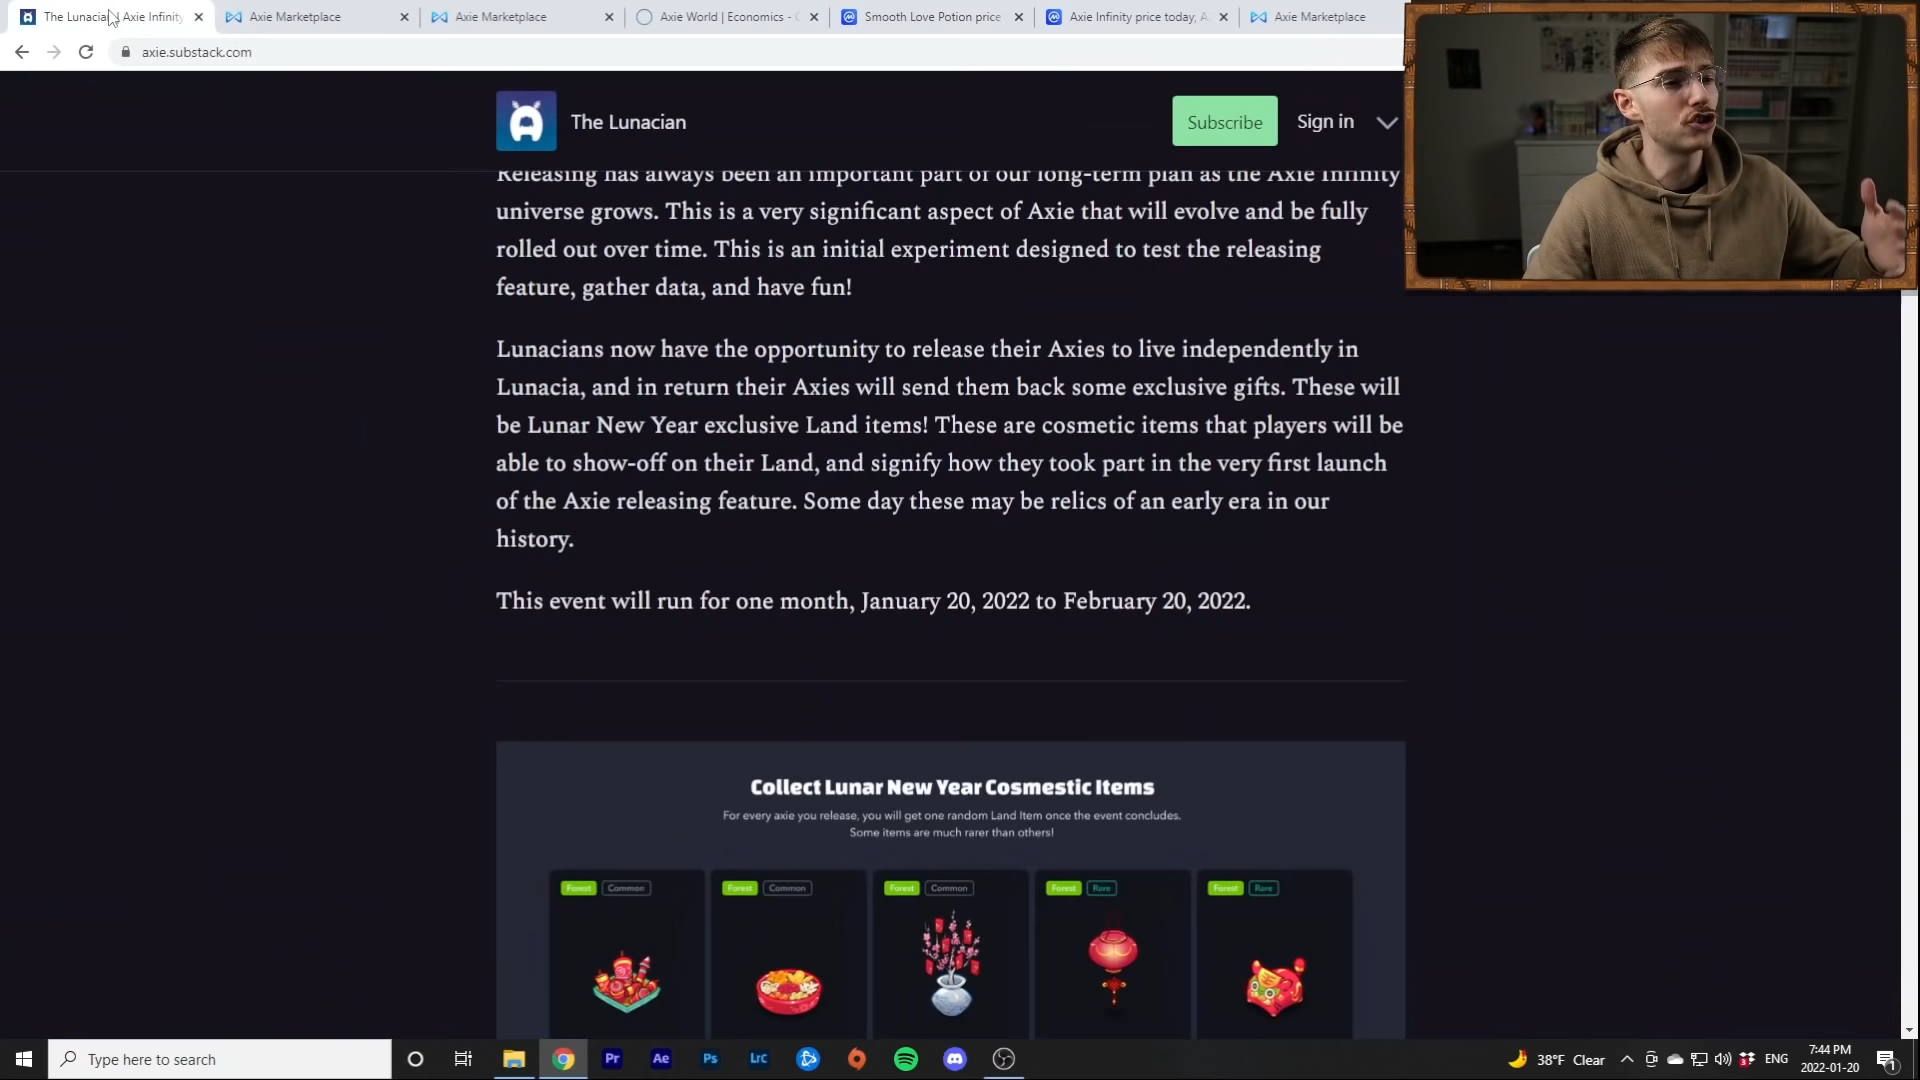 The Lunacian Axie Infinity
Axie Marketplace
Axie Marketplace
Axie World | Economics -
Smooth Love Potion price
Axie Infinity price today, A
Axie Marketplace
axie.substack.com
The Lunacian
Subscribe
Sign in
Releasing has always been an important part of our long-term plan as the Axie Infinity
universe grows. This is a very significant aspect of Axie that will evolve and be fully
rolled out over time. This is an initial experiment designed to test the releasing
feature, gather data, and have fun!
Lunacians now have the opportunity to release their Axies to live independently in
Lunacia, and in return their Axies will send them back some exclusive gifts. These will
be Lunar New Year exclusive Land items! These are cosmetic items that players will be
able to show-off on their Land, and signify how they took part in the very first launch
of the Axie releasing feature. Some day these may be relics of an early era in our
history.
This event will run for one month, January 20, 2022 to February 20, 2022.
Collect Lunar New Year Cosmestic Items
For every axie you release, you will get one random Land Item once the event concludes.
Some items are much rarer than others!
Forest Common
Forest Common
Forest Common
Forest Rare
Forest Rare
Type here to search
Pr
Ae
Ps
Lrc
38°F Clear
ENG
7:44 PM
2022-01-20
1